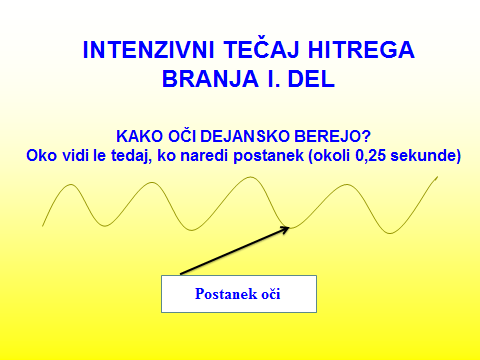 INTENZIVNI TEČAJ HITREGA
BRANJA I. DEL
KAKO OČI DEJANSKO BEREJO?
Oko vidi le tedaj, ko naredi postanek (okoli 0,25 sekunde)
Postanek oči